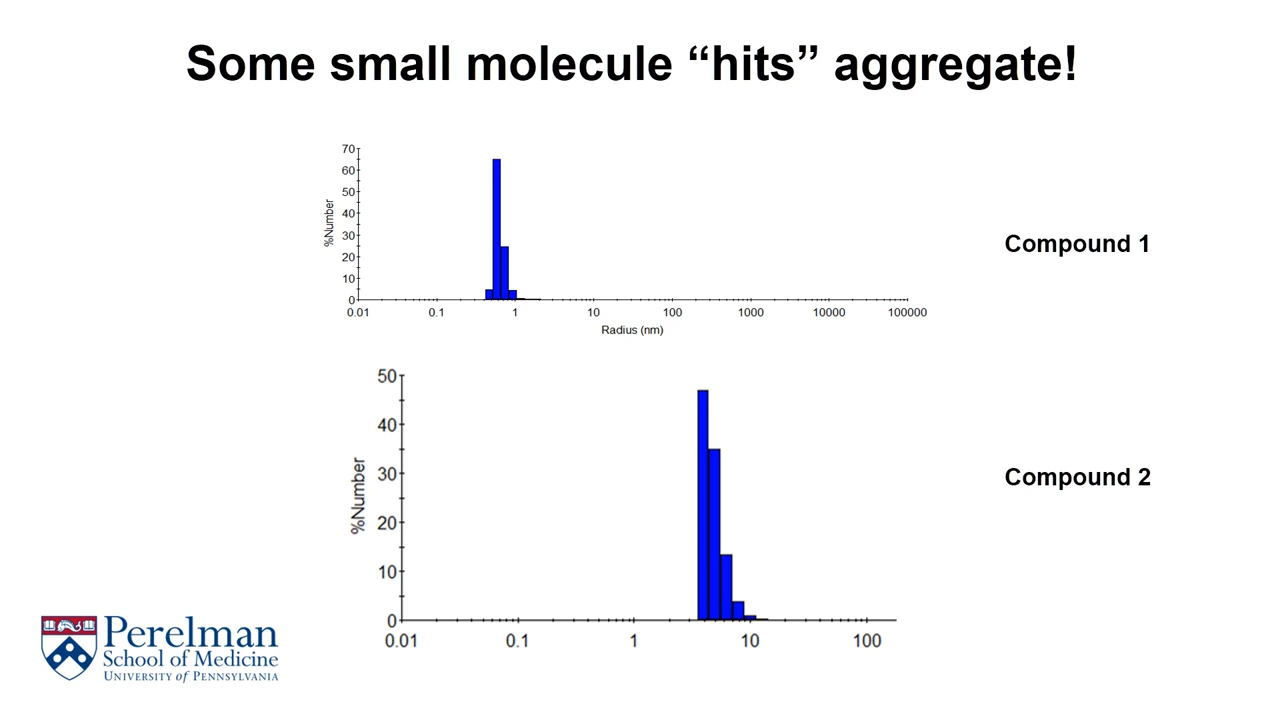 Some small molecule “hits” aggregate!
70
60
50
40
30
20
10
0
%Number
0.01 0.1 1 10 100 1000 10000 100000
Radius (nm)
Compound 1
50
40
30
20
10
0
%Number
0.01 0.1 1 10 100
Compound 2
Perelman
School of Medicine
University of Pennsylvania